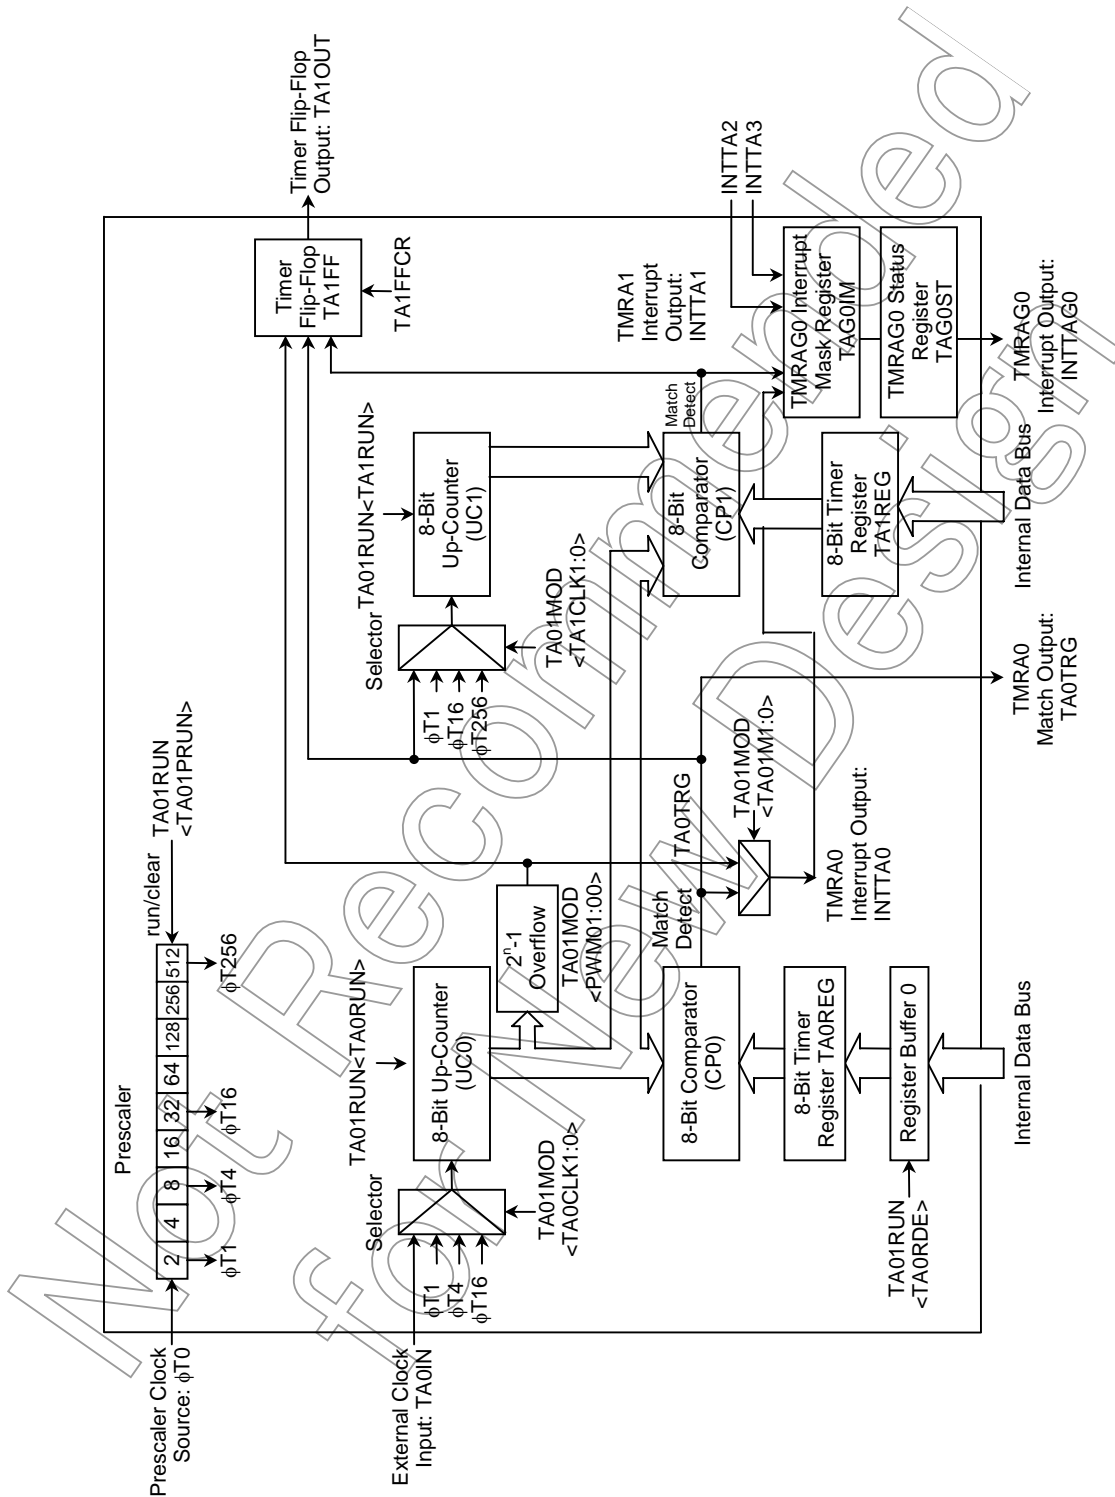 Prescaler
Prescaler Clock
Source: ϕT0
2 4 8 16 32 64 128 256 512
run/clear
TA01RUN
<TA01PRUN>
ϕT1
ϕT4
ϕT16
ϕT256
External Clock
Input: TA0IN
ϕT1
ϕT4
ϕT16
Selector
TA01MOD
<TA0CLK1:0>
TA01RUN<TA0RUN>
8-Bit Up-Counter
(UC0)
2ⁿ-1
Overflow
TA01MOD
<PWM01:00>
Selector
ϕT1
ϕT16
ϕT256
TA01MOD
<TA1CLK1:0>
TA01RUN<TA1RUN>
8-Bit
Up-Counter
(UC1)
Timer
Flip-Flop
TA1FF
TA1FFCR
Timer Flip-Flop
Output: TA1OUT
8-Bit Comparator
(CP0)
Match
Detect
TA0TRG
8-Bit
Comparator
(CP1)
Match
Detect
TMRA1
Interrupt
Output:
INTTA1
INTTA2
INTTA3
TA01MOD
<TA01M1:0>
8-Bit Timer
Register TA0REG
TMRA0
Interrupt Output:
INTTA0
8-Bit Timer
Register
TA1REG
TMRAG0 Interrupt
Mask Register
TAG0IM
TA01RUN
<TA0RDE>
Register Buffer 0
TMRAG0 Status
Register
TAG0ST
Internal Data Bus
TMRA0
Match Output:
TA0TRG
Internal Data Bus
TMRAG0
Interrupt Output:
INTTAG0
Not Recommended
for New Design